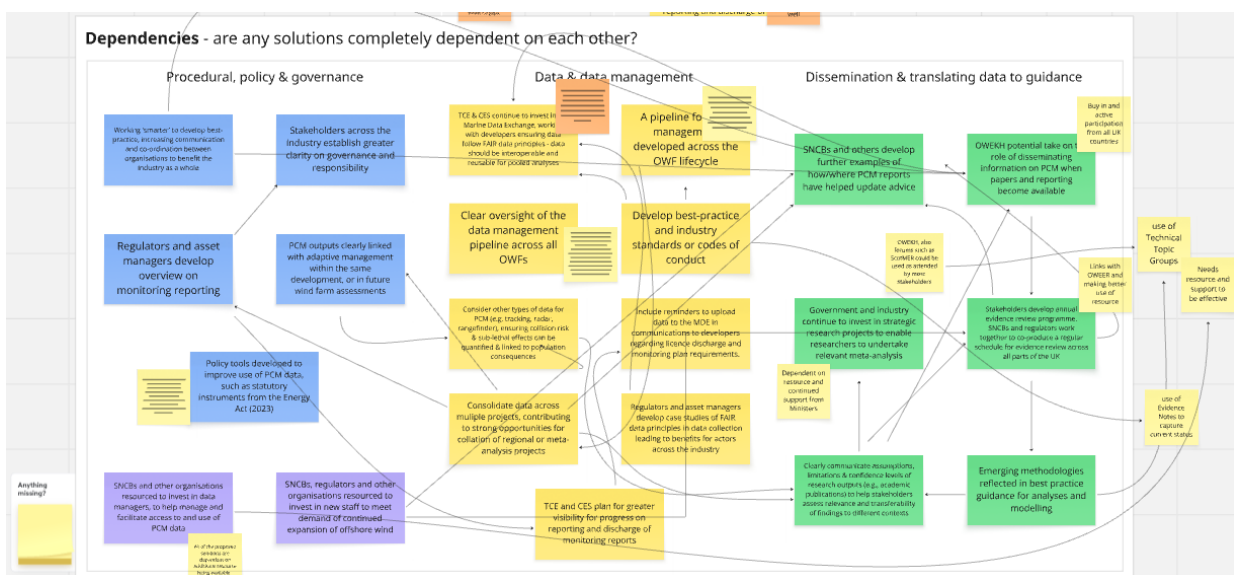 reporting and discharge
Dependencies - are any solutions completely dependent on each other?
Procedural, policy & governance
Data & data management
Dissemination & translating data to guidance
Working 'smarter' to develop best-
practice, increasing communication
and co-ordination between
organisations to benefit the
industry as a whole
Stakeholders across the
industry establish greater
clarity on governance and
responsibility
Regulators and asset
managers develop
overview on
monitoring reporting
PCM outputs clearly linked
with adaptive management
within the same
development, or in future
wind farm assessments
Policy tools developed to
improve use of PCM data,
such as statutory
instruments from the Energy
Act (2023)
SNCBs and other organisations
resourced to invest in data
managers, to help manage and
facilitate access to and use of
PCM data
SNCBs, regulators and other
organisations resourced to
invest in new staff to meet
demand of continued
expansion of offshore wind
Anything
missing?
TCE & CES continue to invest in
Marine Data Exchange,
with developers ensuring data
follow FAIR data principles - data
should be interoperable and
reusable for pooled analyses
A pipeline
developed across the
OWF lifecycle
Clear oversight of the
data management
pipeline across all
OWFs
Develop best-practice
and industry
standards or codes of
conduct
Consider other types of data for
PCM (e.g. tracking, radar,
rangefinder), ensuring collision risk
& sub-lethal effects can be
quantified & linked to population
consequences
Include reminders to upload
data to the MDE in
communications to developers
regarding licence discharge and
monitoring plan requirements.
Consolidate data across
muliple projects, contributing
to strong opportunities for
collation of regional or meta-
analysis projects
Regulators and asset managers
develop case studies of FAIR
data principles in data collection
leading to benefits for actors
across the industry
TCE and CES plan for greater
visibility for progress on
reporting and discharge of
monitoring reports
SNCBs and others develop
further examples of
how/where PCM reports
have helped update advice
OWEKH potential take on
role of disseminating
information on PCM when
papers and reporting
become available
Buy in and
active
participation
from all UK
countries
OWEKH, also
forums such as
ScotMER could be
used as attended
by more
stakeholders
use of
Technical
Topic
Groups
Links with
OWEER and
making better
use of
resource
Needs
resource and
support to
be effective
Government and industry
continue to invest in strategic
research projects to enable
researchers to undertake
relevant meta-analysis
Stakeholders develop annual
evidence review programme.
SNCBs and regulators work
together to co-produce a regular
schedule for evidence review across
all parts of the UK
Dependent on
resource and
continued
support from
Ministers
use of
Evidence
Notes to
capture
current status
Clearly communicate assumptions,
limitations & confidence levels of
research outputs (e.g., academic
publications) to help stakeholders
assess relevance and transferability
of findings to different contexts
Emerging methodologies
reflected in best practice
guidance for analyses and
modelling